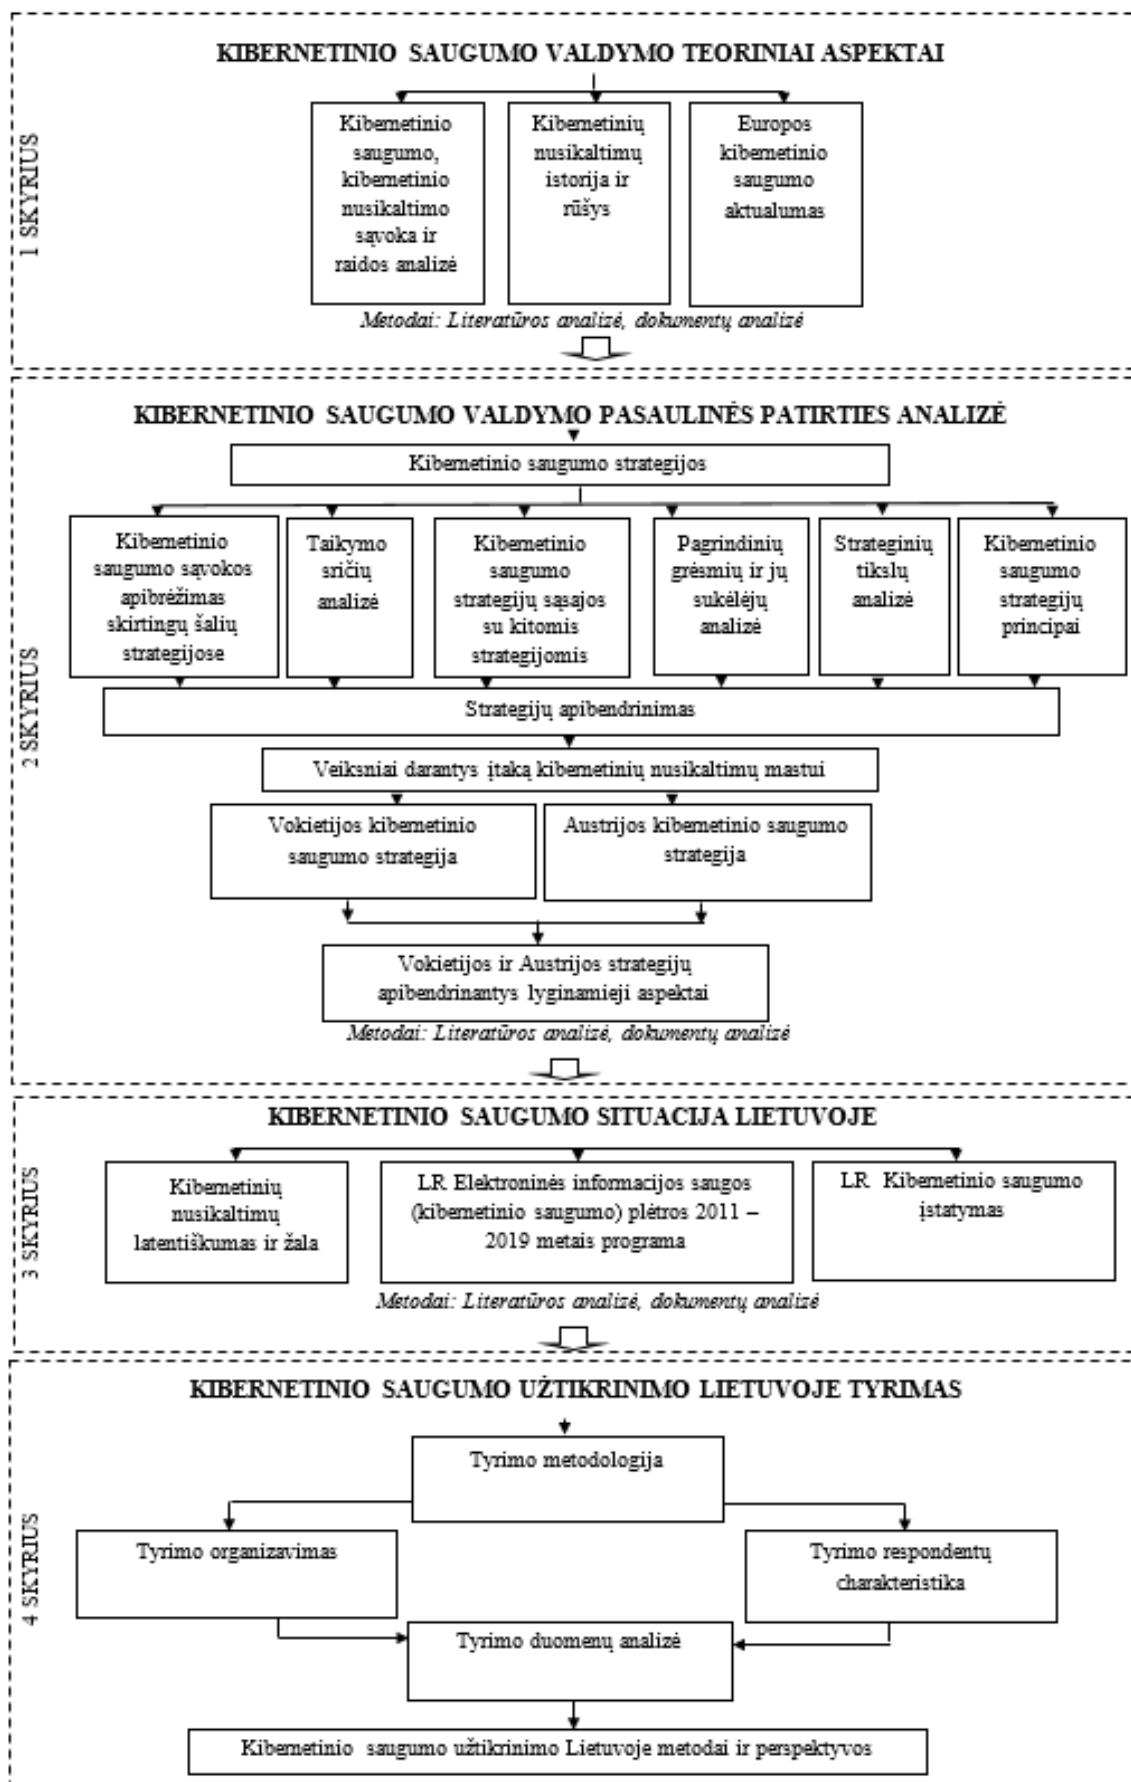 1 SKYRIUS
KIBERNETINIO SAUGUMO VALDYMO TEORINIAI ASPEKTAI
Kibernetinio
saugumo,
kibernetinio
nusikaltimo
sąvoka ir
raidos analizė
Kibernetinių
nusikaltimų
istorija ir
rūšys
Europos
kibernetinio
saugumo
aktualumas
Metodai: Literatūros analizė, dokumentų analizė
2 SKYRIUS
KIBERNETINIO SAUGUMO VALDYMO PASAULINĖS PATIRTIES ANALIZĖ
Kibernetinio saugumo strategijos
Kibernetinio
saugumo sąvokos
apibrėžimas
skirtingų šalių
strategijose
Taikymo
sričių
analizė
Kibernetinio
saugumo
strategijų sąsajos
su kitomis
strategijomis
Pagrindinių
grėsmių ir jų
sukėlėjų
analizė
Strateginių
tikslų
analizė
Kibernetinio
saugumo
strategijų
principai
Strategijų apibendrinimas
Veiksniai darantys įtaką kibernetinių nusikaltimų mastui
Vokietijos kibernetinio
saugumo strategija
Austrijos kibernetinio saugumo
strategija
Vokietijos ir Austrijos strategijų
apibendrinantys lyginamieji aspektai
Metodai: Literatūros analizė, dokumentų analizė
3 SKYRIUS
KIBERNETINIO SAUGUMO SITUACIJA LIETUVOJE
Kibernetinių
nusikaltimų
latentiškumas ir žala
LR Elektroninės informacijos saugos
(kibernetinio saugumo) plėtros 2011 –
2019 metais programa
LR Kibernetinio saugumo
įstatymas
Metodai: Literatūros analizė, dokumentų analizė
4 SKYRIUS
KIBERNETINIO SAUGUMO UŽTIKRINIMO LIETUVOJE TYRIMAS
Tyrimo metodologija
Tyrimo organizavimas
Tyrimo respondentų
charakteristika
Tyrimo duomenų analizė
Kibernetinio saugumo užtikrinimo Lietuvoje metodai ir perspektyvos